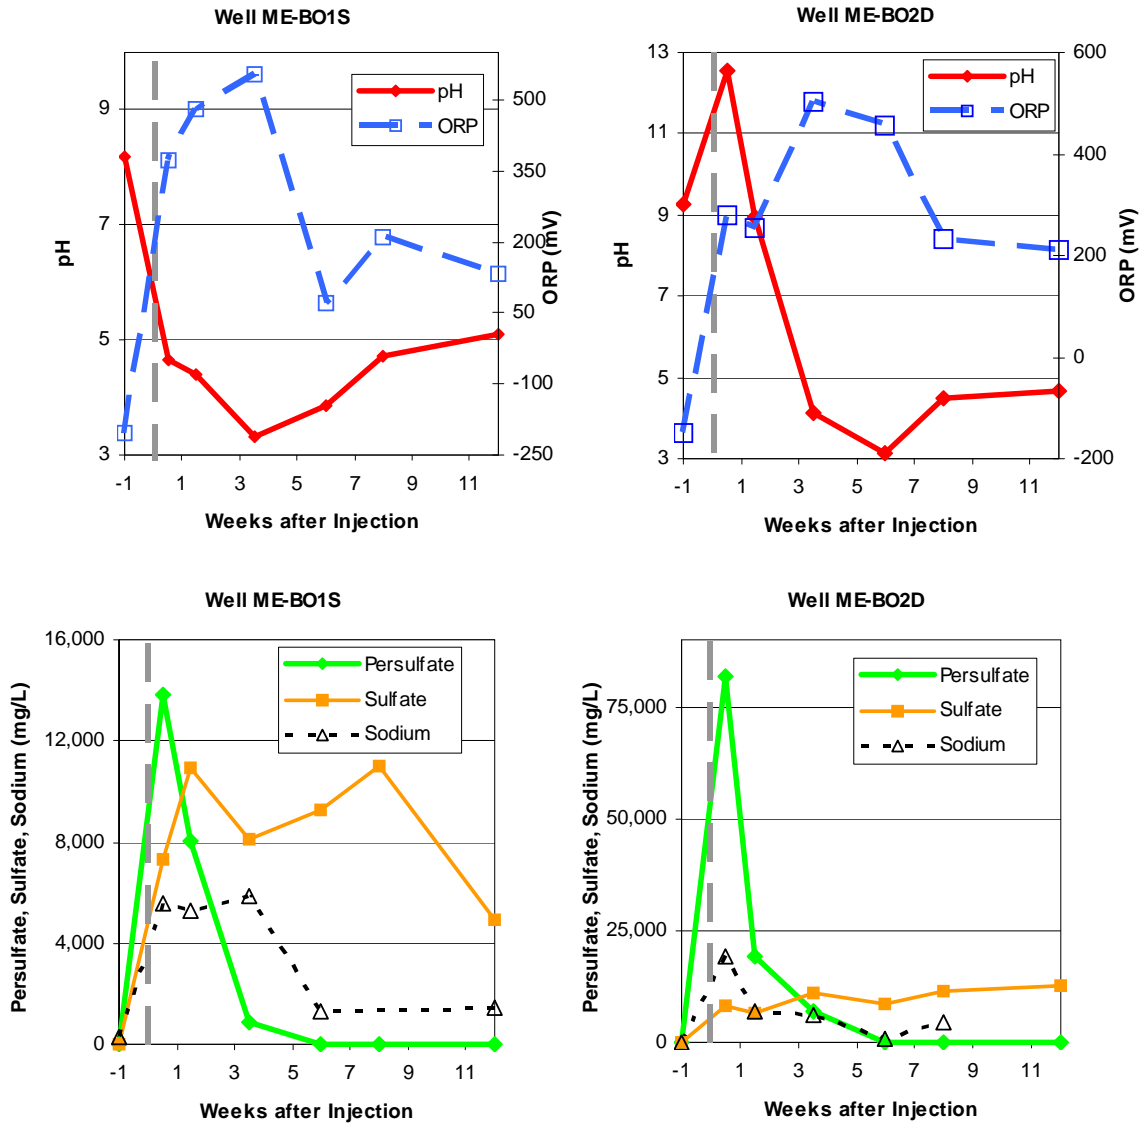 Well ME-BO1S
pH
ORP
9
7
5
3
500
350
200
50
-100
-250
pH
ORP (mV)
-1 1 3 5 7 9 11
Weeks after Injection
Well ME-BO2D
pH
ORP
13
11
9
7
5
3
600
400
200
0
-200
pH
ORP (mV)
-1 1 3 5 7 9 11
Weeks after Injection
Well ME-BO1S
Persulfate
Sulfate
Sodium
16,000
12,000
8,000
4,000
0
Persulfate, Sulfate, Sodium (mg/L)
-1 1 3 5 7 9 11
Weeks after Injection
Well ME-BO2D
Persulfate
Sulfate
Sodium
75,000
50,000
25,000
0
Persulfate, Sulfate, Sodium (mg/L)
-1 1 3 5 7 9 11
Weeks after Injection